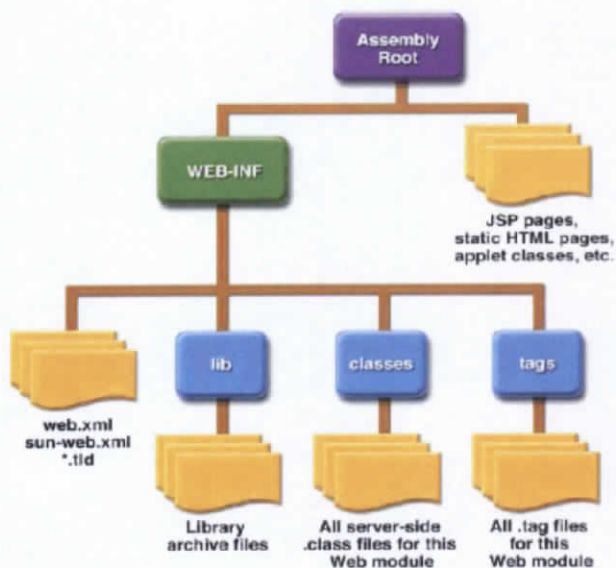 Assembly
Root
WEB-INF
JSP pages,
static HTML pages,
applet classes, etc.
lib
classes
tags
web.xml
sun-web.xml
*.tld
Library
archive files
All server-side
.class files for this
Web module
All .tag files
for this
Web module